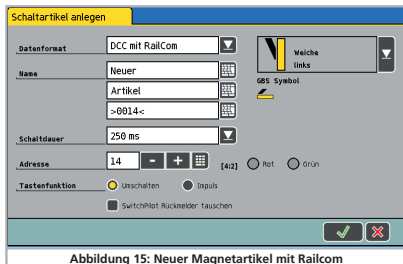 Schaltartikel anlegen
Datenformat
DCC mit RailCom
Weiche
links
Name
Neuer
GBS Symbol
Artikel
>0014<
Schaltdauer
250 ms
Adresse
14
- +
[4:2]
Rot
Grün
Tastenfunktion
Umschalten
Impuls
SwitchPilot Rückmelder tauschen
Abbildung 15: Neuer Magnetartikel mit Railcom